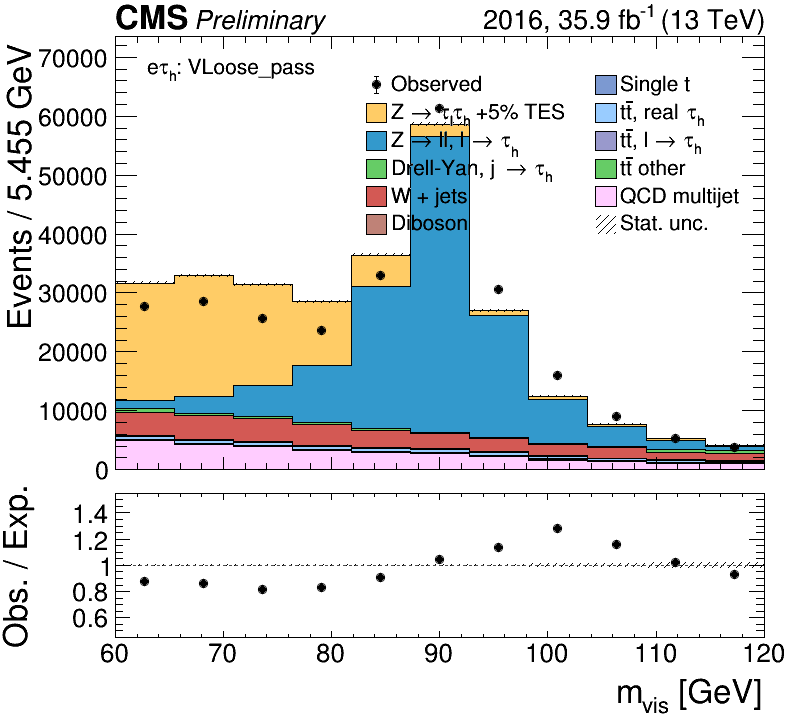 CMS Preliminary 2016, 35.9 fb⁻¹ (13 TeV)
eτₕ: VLoose_pass
Observed
Z → τₗτₕ +5% TES
Z → ll, l → τₕ
Drell-Yan, j → τₕ
W + jets
Diboson
Single t
tt̄, real τₕ
tt̄, l → τₕ
tt̄ other
QCD multijet
Stat. unc.
Events / 5.455 GeV
70000
60000
50000
40000
30000
20000
10000
0
Obs. / Exp.
1.4
1.2
1
0.8
0.6
60 70 80 90 100 110 120
m_vis [GeV]